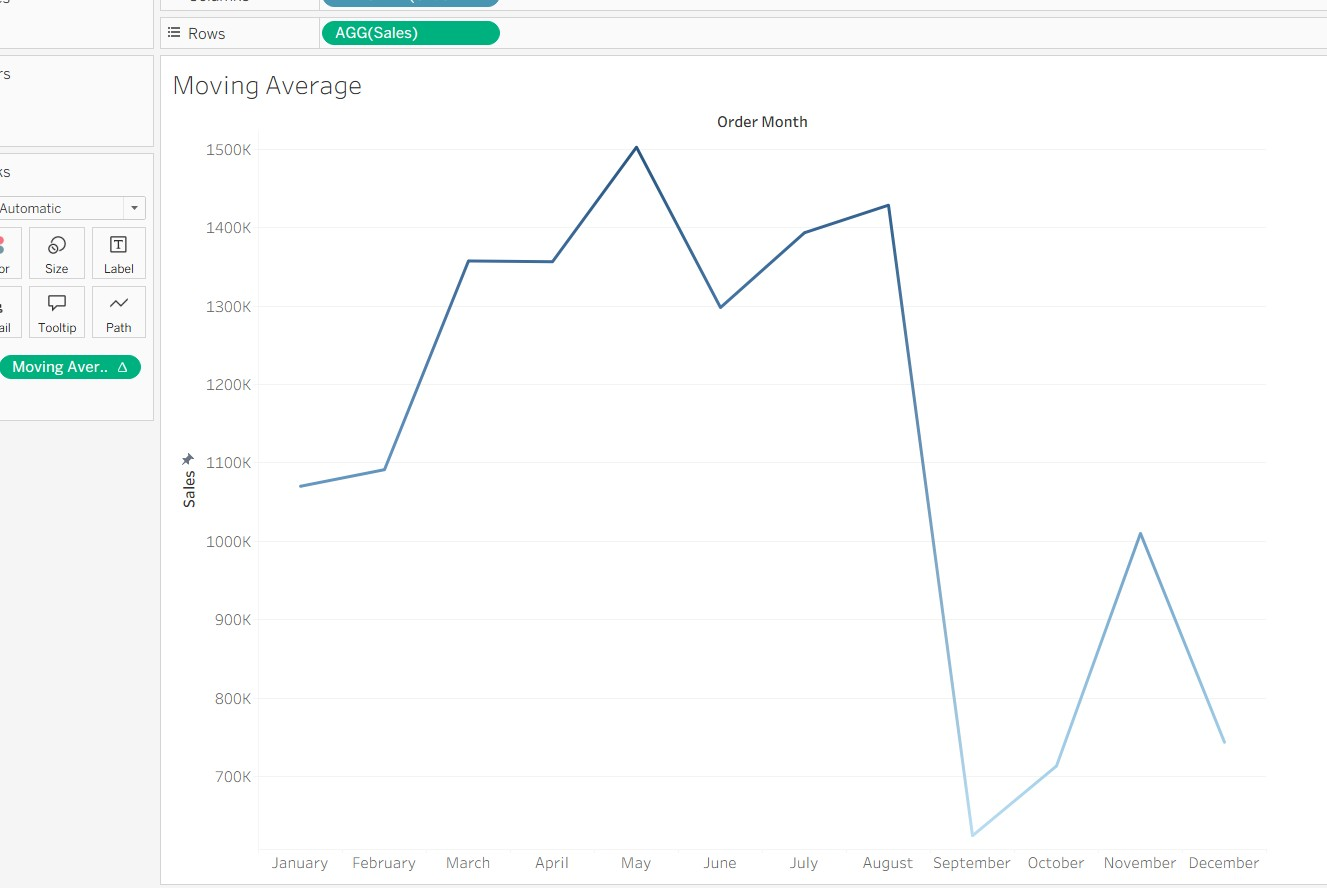 Rows
AGG(Sales)
Moving Average
Order Month
1500K
1400K
1300K
1200K
1100K
1000K
900K
800K
700K
Sales
January February March April May June July August September October November December
Automatic
Size
Label
Tooltip
Path
Moving Aver..